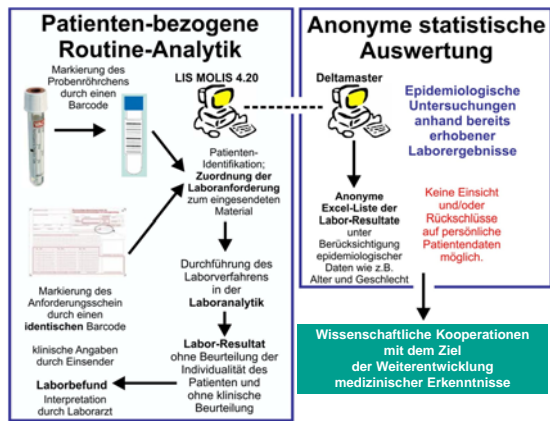 Patienten-bezogene
Routine-Analytik
Markierung des
Probenröhrchens
durch einen
Barcode
LIS MOLIS 4.20
Patienten-
Identifikation;
Zuordnung der
Laboranforderung
zum eingesendeten
Material
Markierung des
Anforderungsschein
durch einen
identischen Barcode
Durchführung des
Laborverfahrens
in der
Laboranalytik
Labor-Resultat
ohne Beurteilung der
Individualität des
Patienten und
ohne klinische
Beurteilung
klinische Angaben
durch Einsender
Laborbefund
Interpretation
durch Laborarzt
Anonyme statistische
Auswertung
Deltamaster
Epidemiologische
Untersuchungen
anhand bereits
erhobener
Laborergebnisse
Anonyme
Excel-Liste der
Labor-Resultate
unter
Berücksichtigung
epidemiologischer
Daten wie z.B.
Alter und Geschlecht
Keine Einsicht
und/oder
Rückschlüsse
auf persönliche
Patientendaten
möglich.
Wissenschaftliche Kooperationen
mit dem Ziel
der Weiterentwicklung
medizinischer Erkenntnisse